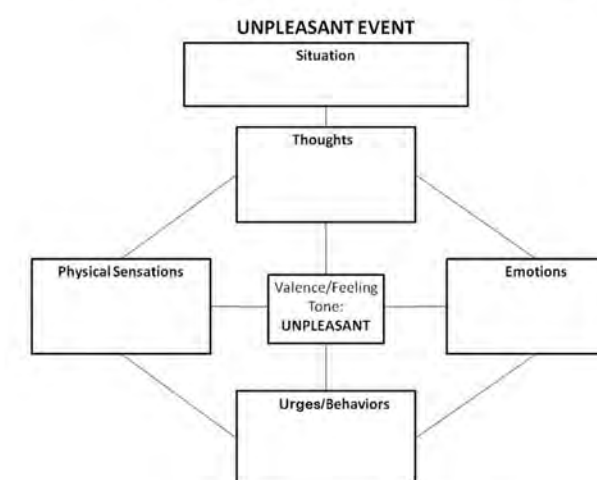 UNPLEASANT EVENT
Situation
Thoughts
Physical Sensations
Valence/Feeling
Tone:
UNPLEASANT
Emotions
Urges/Behaviors